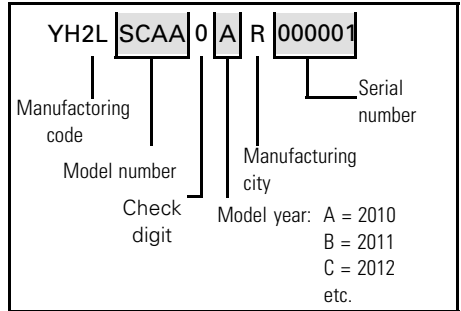 YH2L SCAA 0 A R 000001
Serial
number
Manufactoring
code
Manufacturing
city
Model number
Check
digit
Model year: A = 2010
B = 2011
C = 2012
etc.